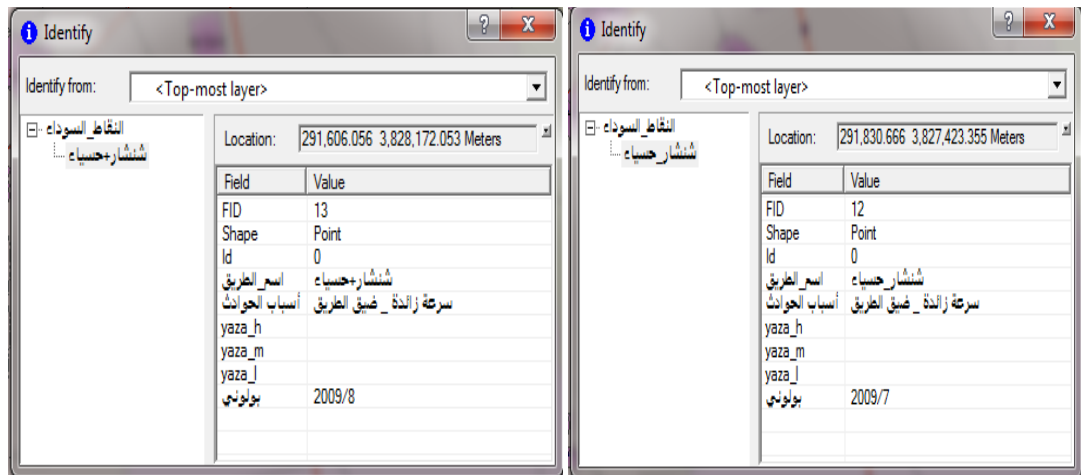 Identify
Identify from: <Top-most layer>
النقاط_السوداء
شنشار+حسياء
Location: 291,606.056 3,828,172.053 Meters
Field Value
FID 13
Shape Point
Id 0
اسم_الطريق شنشار+حسياء
أسباب الحوادث سرعة زائدة _ ضيق الطريق
yaza_h
yaza_m
yaza_l
بولوني 2009/8
Identify
Identify from: <Top-most layer>
النقاط_السوداء
شنشار_حسياء
Location: 291,830.666 3,827,423.355 Meters
Field Value
FID 12
Shape Point
Id 0
اسم_الطريق شنشار_حسياء
أسباب الحوادث سرعة زائدة _ ضيق الطريق
yaza_h
yaza_m
yaza_l
بولوني 2009/7